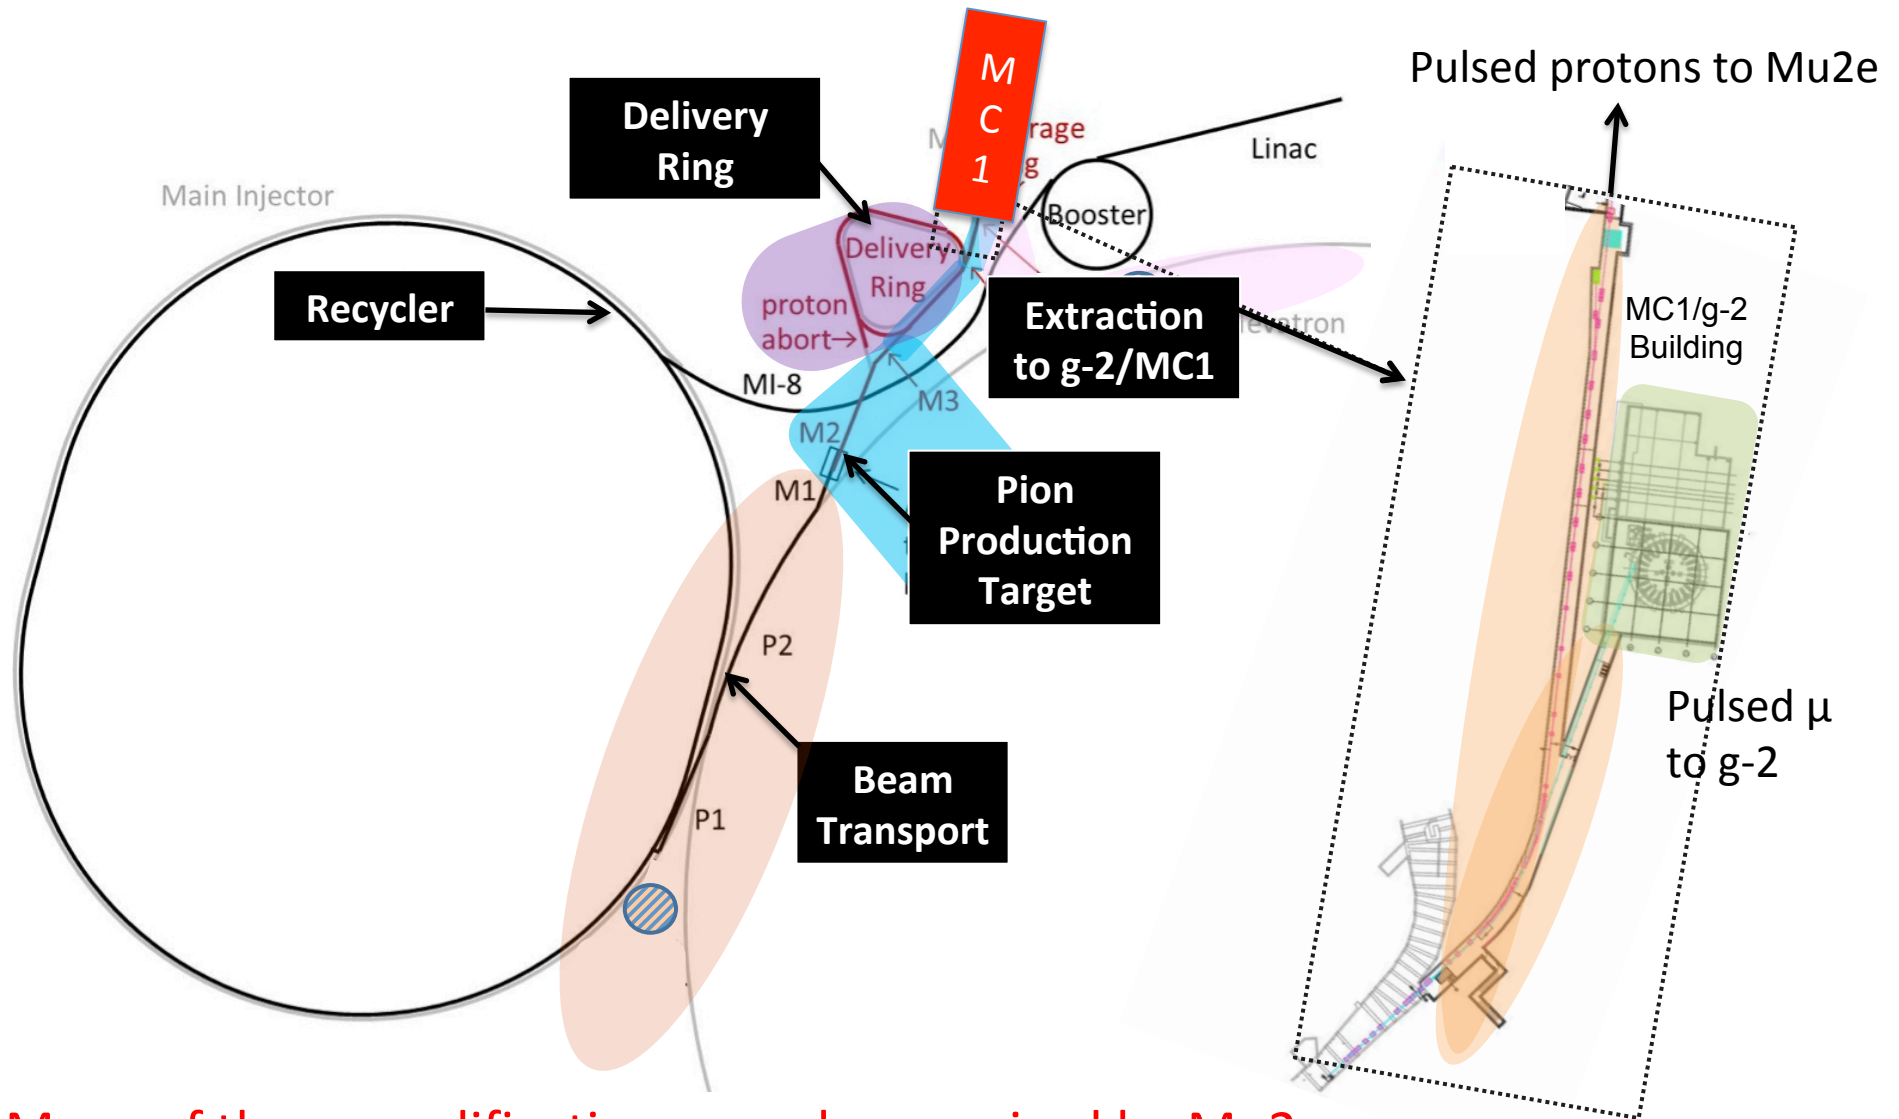 Delivery
Ring
M
C
1
rage
g
Linac
Booster
Pulsed protons to Mu2e
Main Injector
Recycler
Delivery
Ring
proton
abort→
MI-8
M3
M2
M1
Extraction
to g-2/MC1
evatron
MC1/g-2
Building
Pion
Production
Target
P2
Beam
Transport
P1
Pulsed μ
to g-2